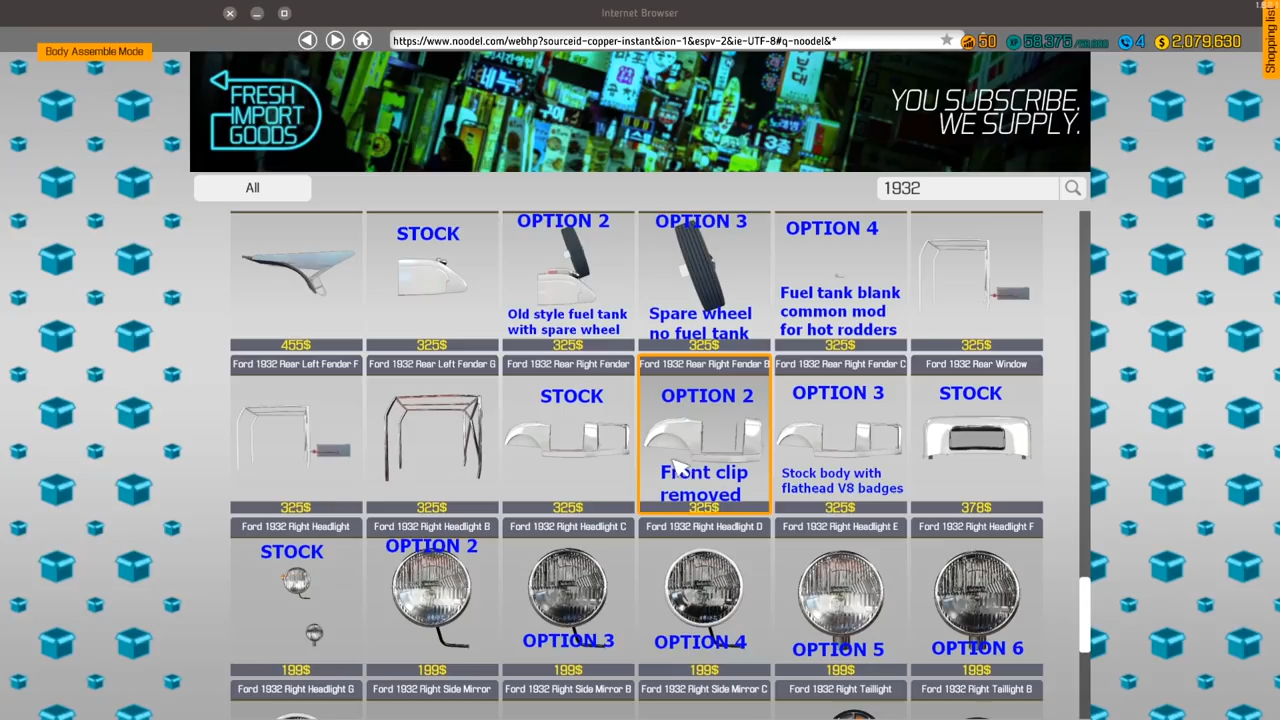 Internet Browser
Shopping list
Body Assemble Mode
https://www.noodel.com/webhp?sourceid-copper-instant&ion-1&espv-2&ie-UTF-8#q-noodel&*
50
58,375
4
2,079,630
FRESH
IMPORT
GOODS
YOU SUBSCRIBE.
WE SUPPLY.
All
1932
STOCK
OPTION 2
Old style fuel tank
with spare wheel
OPTION 3
Spare wheel
no fuel tank
OPTION 4
Fuel tank blank
common mod
for hot rodders
455$
325$
325$
325$
325$
325$
Ford 1932 Rear Left Fender F
Ford 1932 Rear Left Fender G
Ford 1932 Rear Right Fender
Ford 1932 Rear Right Fender B
Ford 1932 Rear Right Fender C
Ford 1932 Rear Window
STOCK
OPTION 2
Front clip
removed
OPTION 3
Stock body with
flathead V8 badges
STOCK
325$
325$
325$
325$
325$
378$
Ford 1932 Right Headlight
Ford 1932 Right Headlight B
Ford 1932 Right Headlight C
Ford 1932 Right Headlight D
Ford 1932 Right Headlight E
Ford 1932 Right Headlight F
STOCK
OPTION 2
OPTION 3
OPTION 4
OPTION 5
OPTION 6
199$
199$
199$
199$
199$
199$
Ford 1932 Right Headlight G
Ford 1932 Right Side Mirror
Ford 1932 Right Side Mirror B
Ford 1932 Right Side Mirror C
Ford 1932 Right Taillight
Ford 1932 Right Taillight B